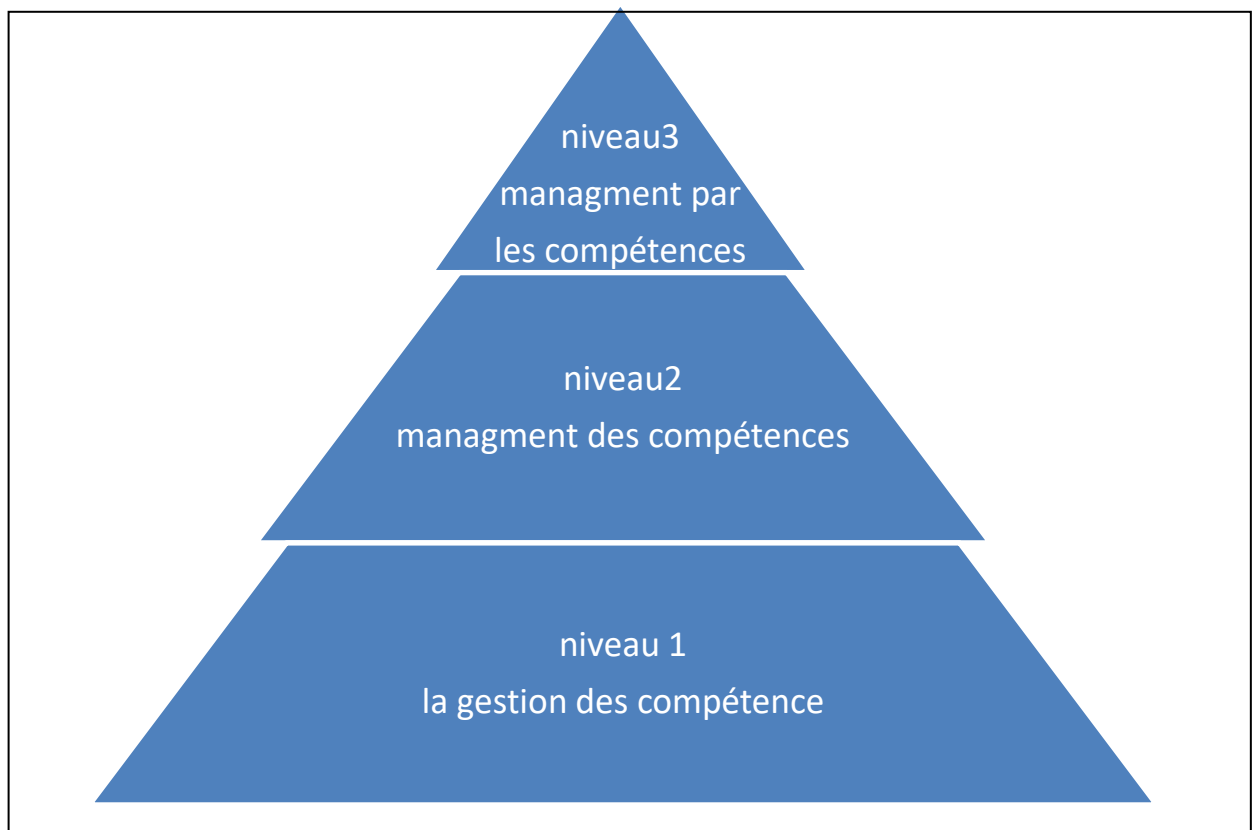 niveau3
managment par
les compétences
niveau2
managment des compétences
niveau 1
la gestion des compétence